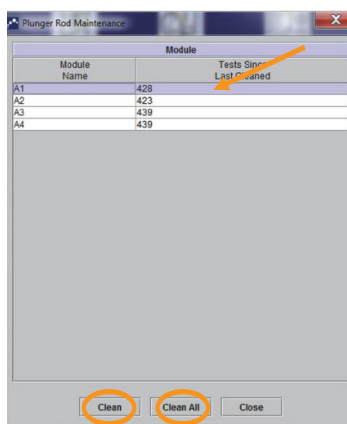 Plunger Rod Maintenance
Module
Module Name Tests Since Last Cleaned
A1 428
A2 423
A3 439
A4 439
Clean Clean All Close